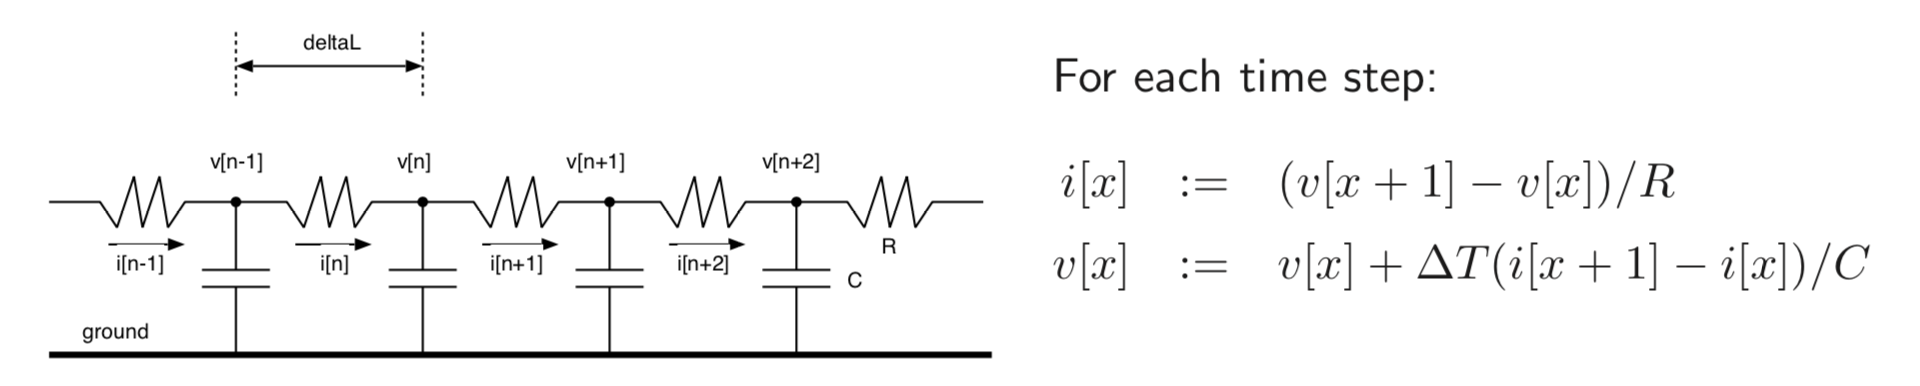 deltaL
v[n-1]
v[n]
v[n+1]
v[n+2]
i[n-1]
i[n]
i[n+1]
i[n+2]
R
C
ground
For each time step:
i[x] := (v[x + 1] − v[x])/R
v[x] := v[x] + ΔT(i[x + 1] − i[x])/C